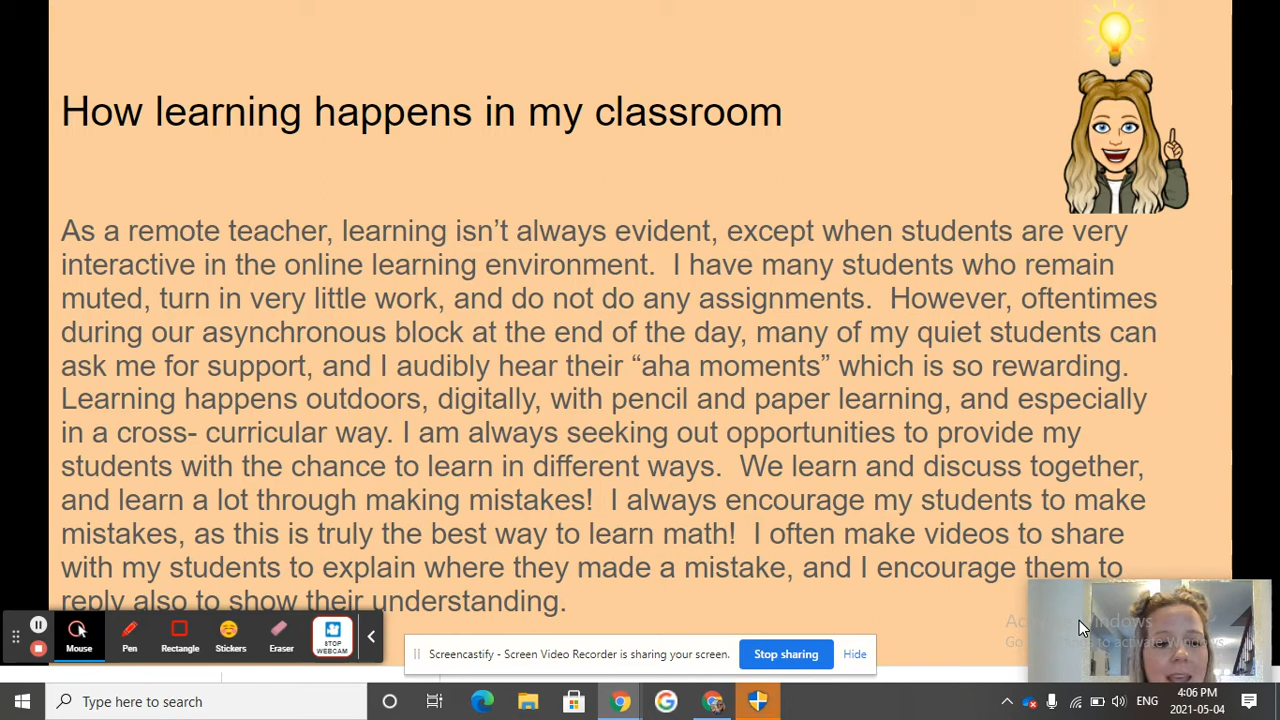 How learning happens in my classroom
As a remote teacher, learning isn’t always evident, except when students are very
interactive in the online learning environment.  I have many students who remain
muted, turn in very little work, and do not do any assignments.  However, oftentimes
during our asynchronous block at the end of the day, many of my quiet students can
ask me for support, and I audibly hear their “aha moments” which is so rewarding.
Learning happens outdoors, digitally, with pencil and paper learning, and especially
in a cross- curricular way. I am always seeking out opportunities to provide my
students with the chance to learn in different ways.  We learn and discuss together,
and learn a lot through making mistakes!  I always encourage my students to make
mistakes, as this is truly the best way to learn math!  I often make videos to share
with my students to explain where they made a mistake, and I encourage them to
reply also to show their understanding.
Windows
Go to activate Windows
Mouse
Pen
Rectangle
Stickers
Eraser
STOP
WEBCAM
Screencastify - Screen Video Recorder is sharing your screen.
Stop sharing
Hide
Type here to search
ENG
4:06 PM
2021-05-04